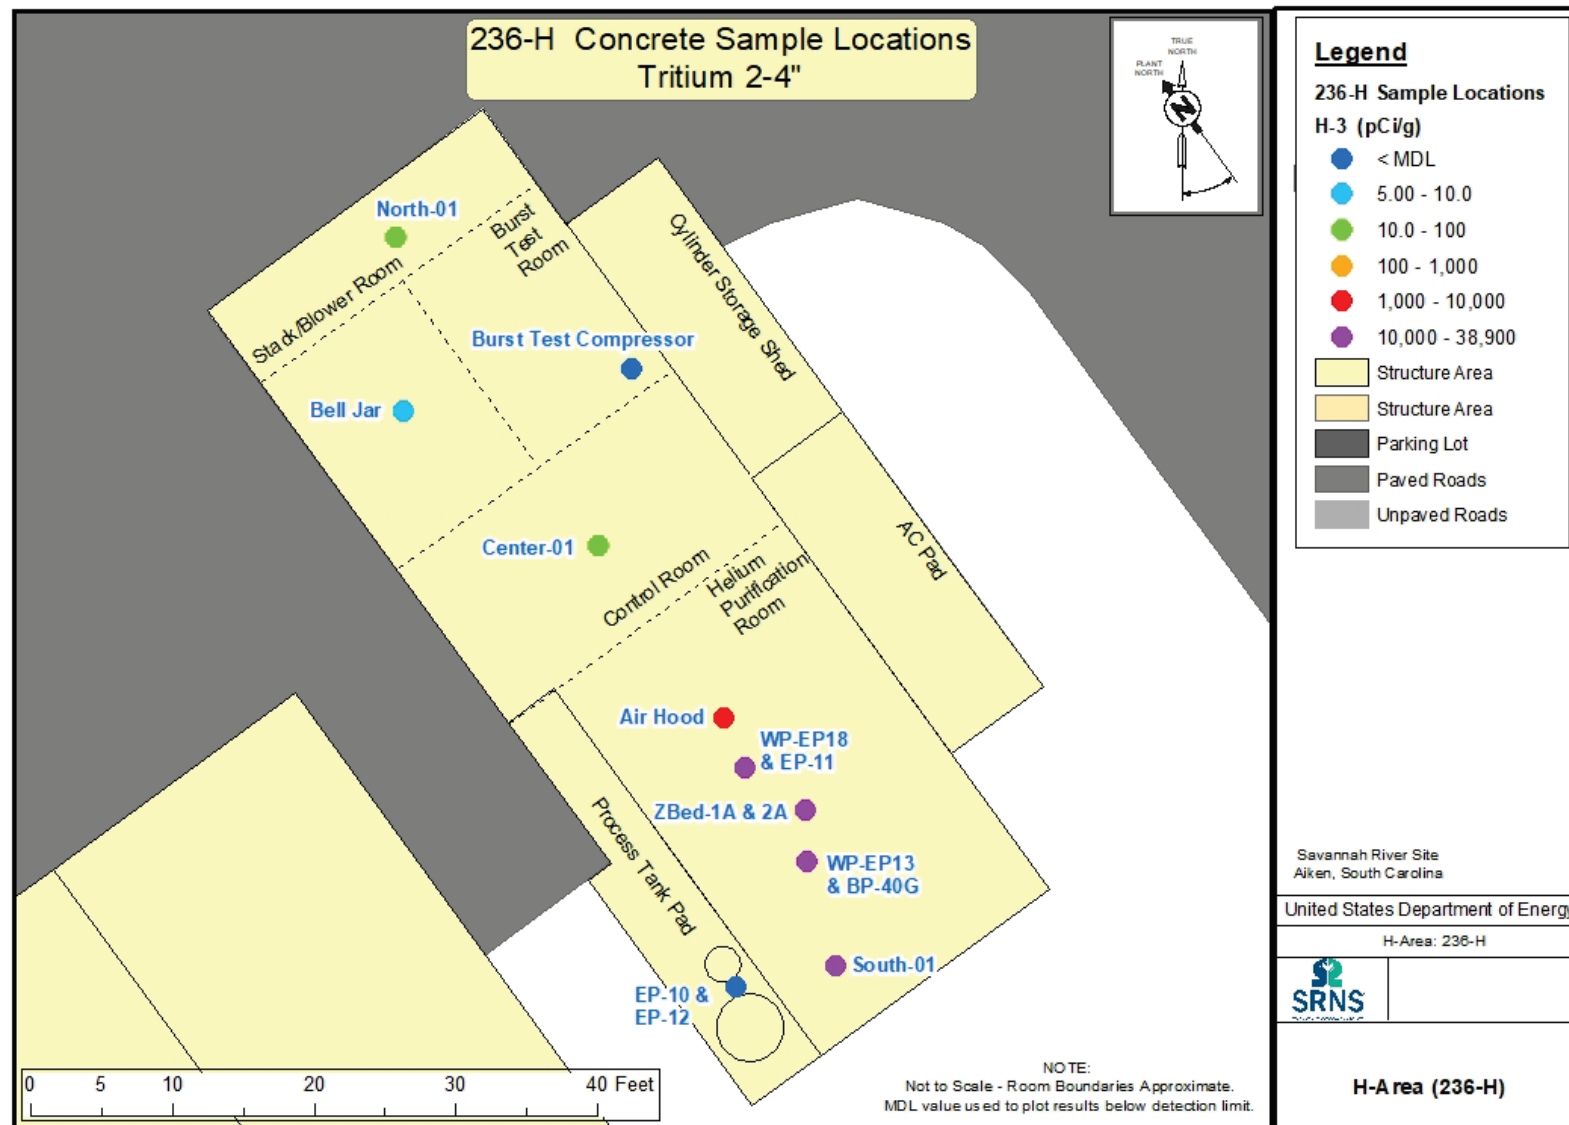 236-H Concrete Sample Locations
Tritium 2-4"
TRUE
NORTH
PLANT
NORTH
N
North-01
Burst
Test
Room
Stack/Blower Room
Cylinder Storage Shed
Burst Test Compressor
Bell Jar
Center-01
Control Room
Helium
Purification
Room
AC Pad
Air Hood
WP-EP18
& EP-11
ZBed-1A & 2A
WP-EP13
& BP-40G
Process Tank Pad
South-01
EP-10 &
EP-12
0 5 10 20 30 40 Feet
NOTE:
Not to Scale - Room Boundaries Approximate.
MDL value used to plot results below detection limit.
Legend
236-H Sample Locations
H-3 (pCi/g)
< MDL
5.00 - 10.0
10.0 - 100
100 - 1,000
1,000 - 10,000
10,000 - 38,900
Structure Area
Structure Area
Parking Lot
Paved Roads
Unpaved Roads
Savannah River Site
Aiken, South Carolina
United States Department of Energy
H-Area: 236-H
SRNS
H-Area (236-H)